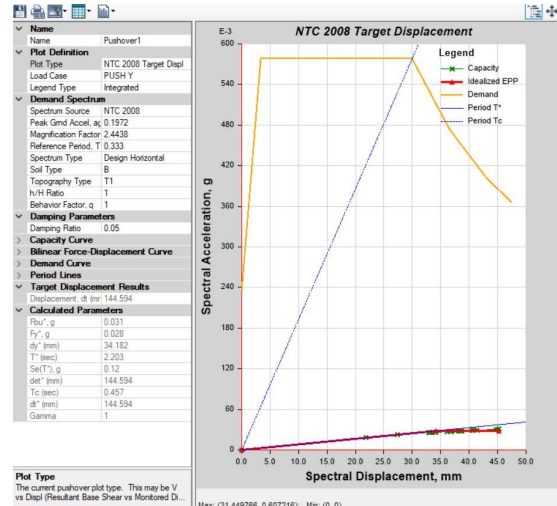 Name
Name Pushover1
Plot Definition
Plot Type NTC 2008 Target Displ
Load Case PUSH Y
Legend Type Integrated
Demand Spectrum
Spectrum Source NTC 2008
Peak Grnd Accel, ag 0.1972
Magnification Factor 2.4438
Reference Period, T 0.333
Spectrum Type Design Horizontal
Soil Type B
Topography Type T1
h/H Ratio 1
Behavior Factor, q 1
Damping Parameters
Damping Ratio 0.05
Capacity Curve
Bilinear Force-Displacement Curve
Demand Curve
Period Lines
Target Displacement Results
Displacement, dt (mr 144.594
Calculated Parameters
Fbu*, g 0.031
Fy*, g 0.028
dy* (mm) 34.182
T* (sec) 2.203
Se(T*), g 0.12
det* (mm) 144.594
Tc (sec) 0.457
dt* (mm) 144.594
Gamma 1
Plot Type
The current pushover plot type. This may be V
vs Displ (Resultant Base Shear vs Monitored Di...
NTC 2008 Target Displacement
E-3
600
540
480
420
360
300
240
180
120
60
0
Spectral Acceleration, g
Legend
Capacity
Idealized EPP
Demand
Period T*
Period Tc
0.0 5.0 10.0 15.0 20.0 25.0 30.0 35.0 40.0 45.0 50.0
Spectral Displacement, mm
Max: (31.449766, 0.607216); Min: (0, 0)